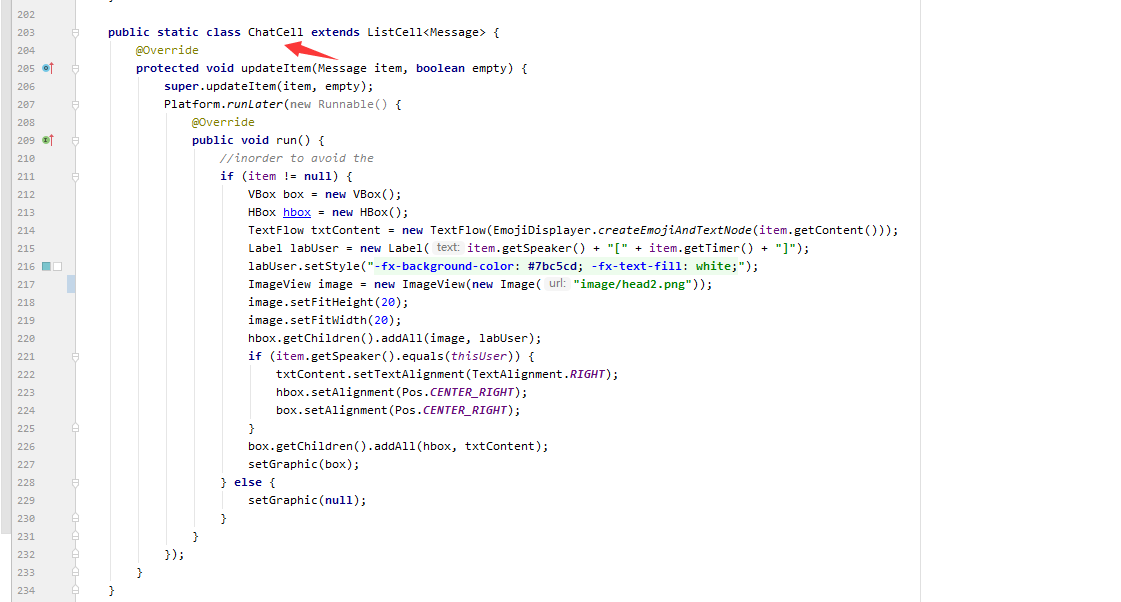 202
203 public static class ChatCell extends ListCell<Message> {
204 @Override
205 protected void updateItem(Message item, boolean empty) {
206 super.updateItem(item, empty);
207 Platform.runLater(new Runnable() {
208 @Override
209 public void run() {
210 //inorder to avoid the
211 if (item != null) {
212 VBox box = new VBox();
213 HBox hbox = new HBox();
214 TextFlow txtContent = new TextFlow(EmojiDisplayer.createEmojiAndTextNode(item.getContent()));
215 Label labUser = new Label( text: item.getSpeaker() + "[" + item.getTimer() + "]");
216 labUser.setStyle("-fx-background-color: #7bc5cd; -fx-text-fill: white;");
217 ImageView image = new ImageView(new Image( url: "image/head2.png"));
218 image.setFitHeight(20);
219 image.setFitWidth(20);
220 hbox.getChildren().addAll(image, labUser);
221 if (item.getSpeaker().equals(thisUser)) {
222 txtContent.setTextAlignment(TextAlignment.RIGHT);
223 hbox.setAlignment(Pos.CENTER_RIGHT);
224 box.setAlignment(Pos.CENTER_RIGHT);
225 }
226 box.getChildren().addAll(hbox, txtContent);
227 setGraphic(box);
228 } else {
229 setGraphic(null);
230 }
231 }
232 });
233 }
234 }